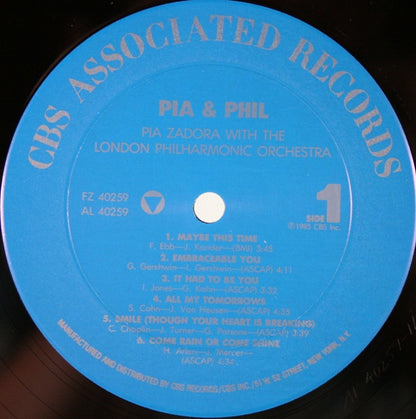 CBS ASSOCIATED RECORDS
PIA & PHIL
PIA ZADORA WITH THE
LONDON PHILHARMONIC ORCHESTRA
FZ 40259
AL 40259
SIDE 1
℗1985 CBS Inc.
1. MAYBE THIS TIME
F. Ebb—J. Kander—(BMI) 3:45
2. EMBRACEABLE YOU
G. Gershwin—I. Gershwin—(ASCAP) 4:11
3. IT HAD TO BE YOU
I. Jones—G. Kahn—(ASCAP) 3:32
4. ALL MY TOMORROWS
S. Cahn—J. Van Heusen—(ASCAP) 4:35
5. SMILE (THOUGH YOUR HEART IS BREAKING)
C. Chaplin—J. Turner—G. Parsons—(ASCAP) 3:39
6. COME RAIN OR COME SHINE
H. Arlen—J. Mercer—
(ASCAP) 4:34
MANUFACTURED AND DISTRIBUTED BY CBS RECORDS/CBS INC./51 W. 52 STREET, NEW YORK, N.Y.